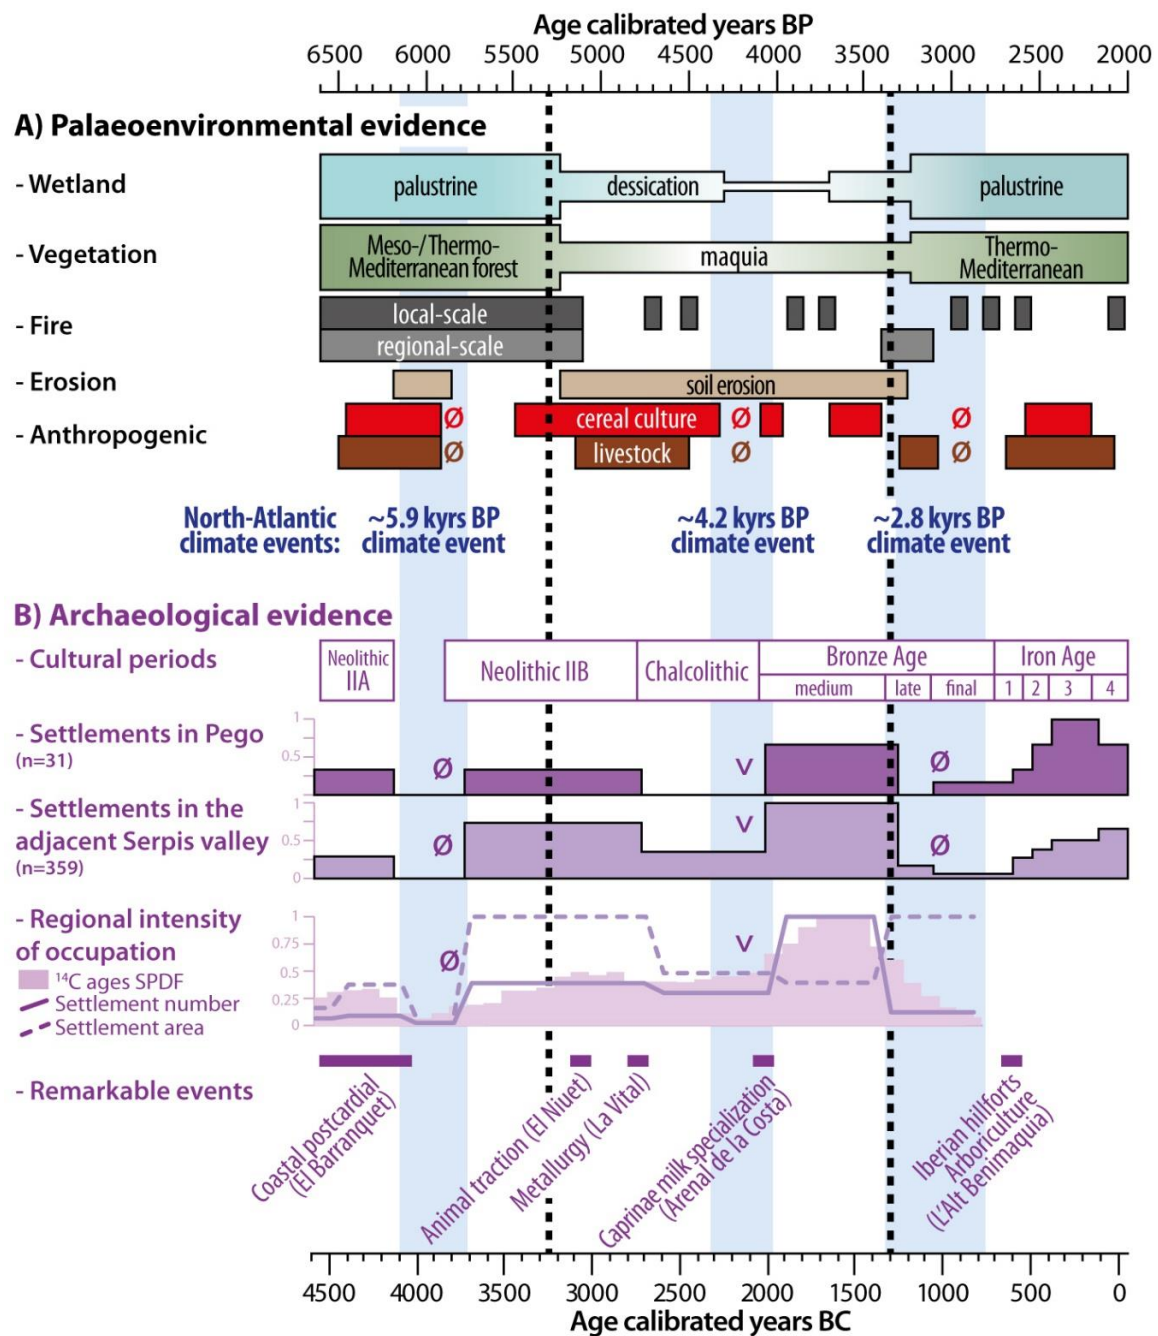 Age calibrated years BP
6500 6000 5500 5000 4500 4000 3500 3000 2500 2000
A) Palaeoenvironmental evidence
- Wetland
palustrine dessication palustrine
- Vegetation
Meso-/Thermo-
Mediterranean forest
maquia
Thermo-
Mediterranean
- Fire
local-scale
regional-scale
- Erosion
soil erosion
- Anthropogenic
Ø cereal culture Ø Ø
Ø livestock Ø Ø
North-Atlantic
climate events:
~5.9 kyrs BP
climate event
~4.2 kyrs BP
climate event
~2.8 kyrs BP
climate event
B) Archaeological evidence
- Cultural periods
Neolithic
IIA
Neolithic IIB
Chalcolithic
Bronze Age
medium late final
Iron Age
1 2 3 4
- Settlements in Pego
(n=31)
1
0.5
Ø V Ø
- Settlements in the
adjacent Serpis valley
(n=359)
1
0.5
0
Ø V Ø
- Regional intensity
of occupation
14C ages SPDF
Settlement number
Settlement area
1
0.75
0.5
0.25
0
Ø V
- Remarkable events
Coastal postcardial
(El Barranquet)
Animal traction (El Niuet)
Metallurgy (La Vital)
Caprinae milk specialization
(Arenal de la Costa)
Iberian hillforts
Arboriculture
(L'Alt Benimaquia)
4500 4000 3500 3000 2500 2000 1500 1000 500 0
Age calibrated years BC